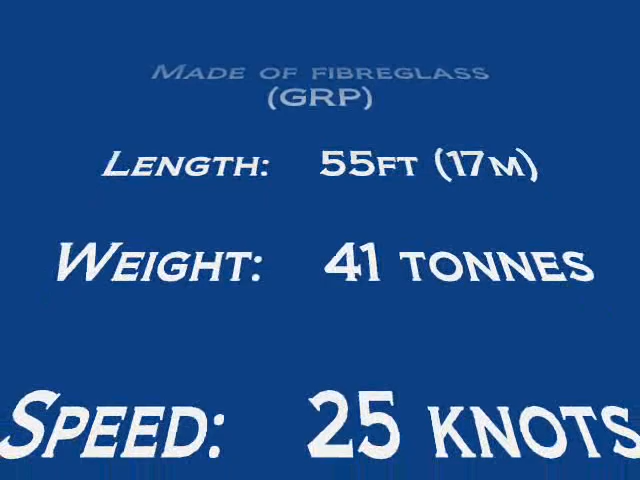 Made of fibreglass
(GRP)
Length: 55ft (17m)
Weight: 41 tonnes
Speed: 25 knots